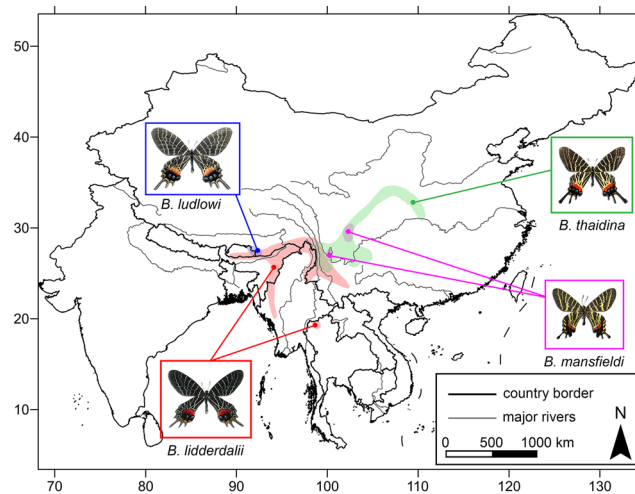 50
40
30
20
10
70
80
90
100
110
120
130
B. ludlowi
B. thaidina
B. mansfieldi
B. lidderdalii
country border
major rivers
N
0 500 1000 km